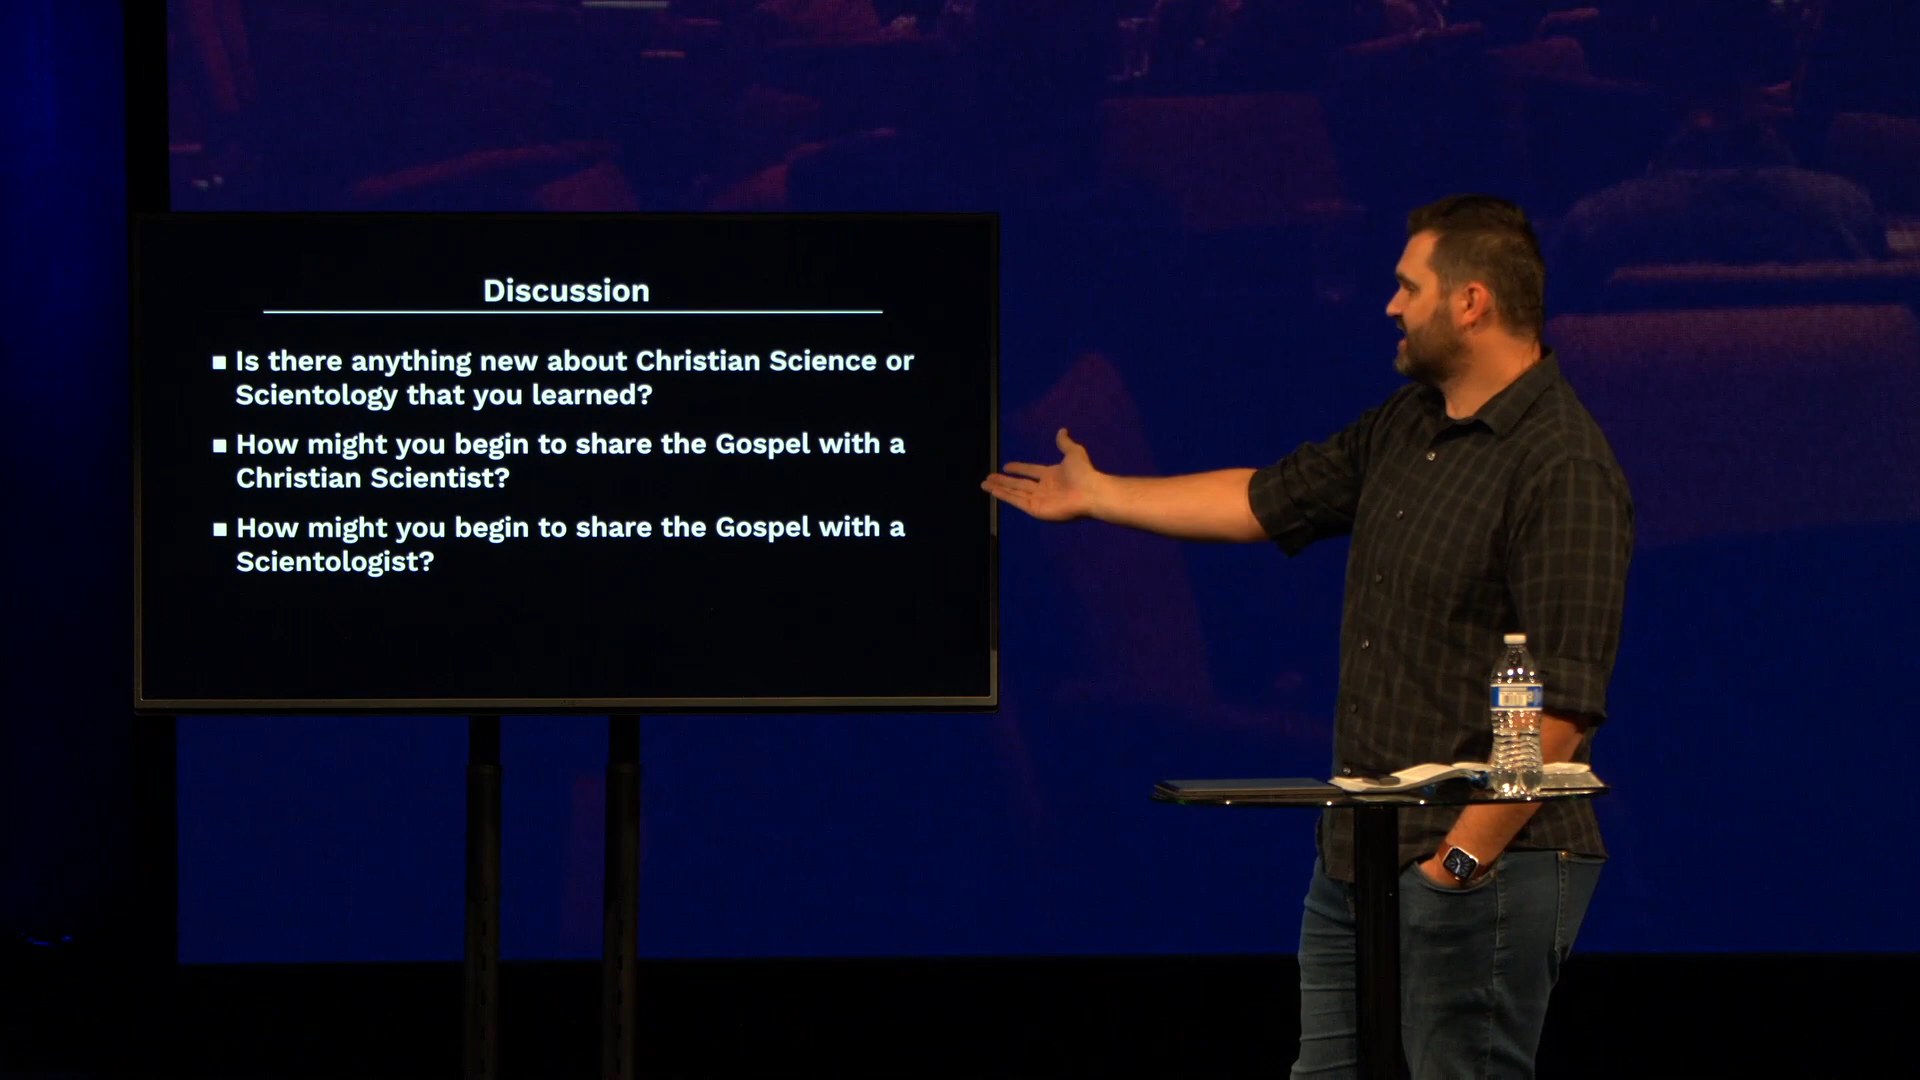 Discussion
▪ Is there anything new about Christian Science or
Scientology that you learned?
▪ How might you begin to share the Gospel with a
Christian Scientist?
▪ How might you begin to share the Gospel with a
Scientologist?